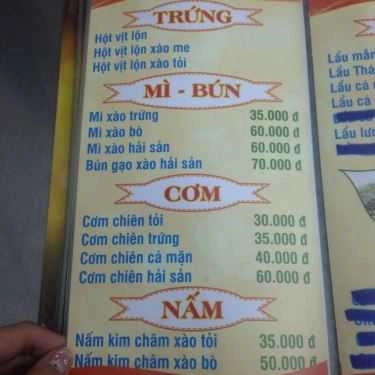 TRỨNG
Hột vịt lộn
Hột vịt lộn xào me
Hột vịt lộn xào tỏi
MÌ - BÚN
Mì xào trứng 35.000 đ
Mì xào bò 60.000 đ
Mì xào hải sản 60.000 đ
Bún gạo xào hải sản 70.000 đ
CƠM
Cơm chiên tỏi 30.000 đ
Cơm chiên trứng 35.000 đ
Cơm chiên cá mặn 40.000 đ
Cơm chiên hải sản 60.000 đ
NẤM
Nấm kim châm xào tỏi 35.000 đ
Nấm kim châm xào bò 50.000 đ
Lẩu mắm
Lẩu Thá
Lẩu cá
Lẩu cà
Lẩu lươ